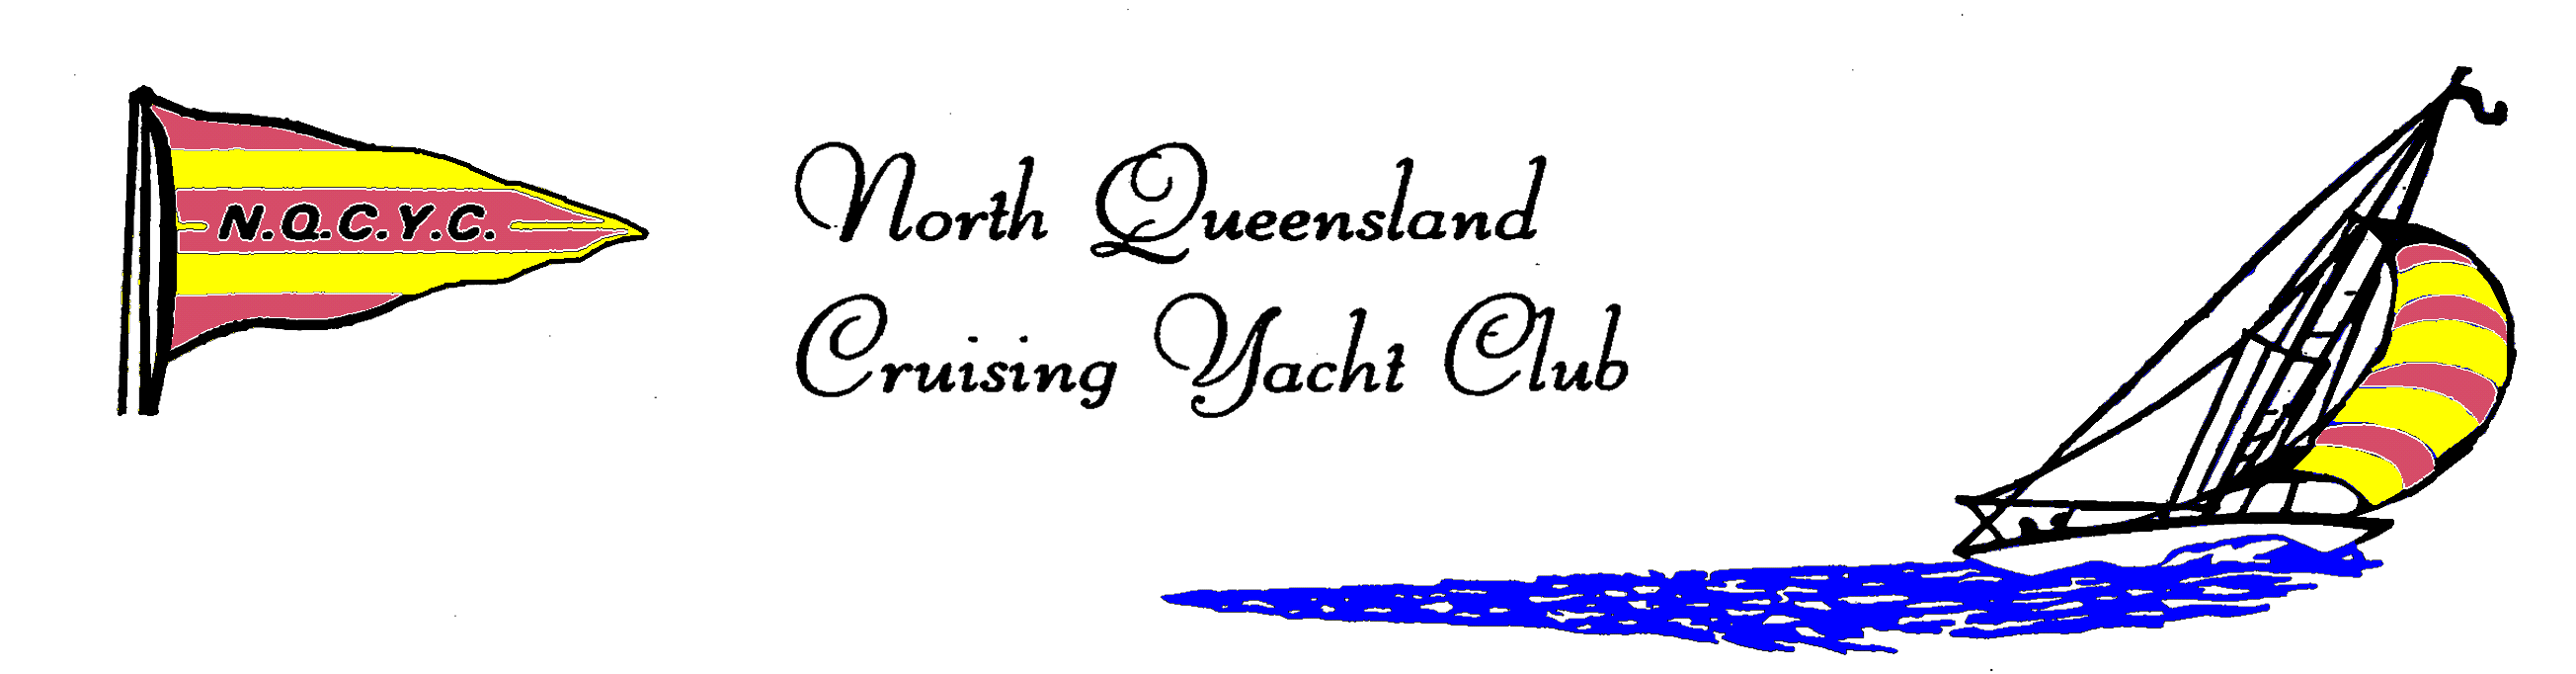 N.Q.C.Y.C.
North Queensland
Cruising Yacht Club